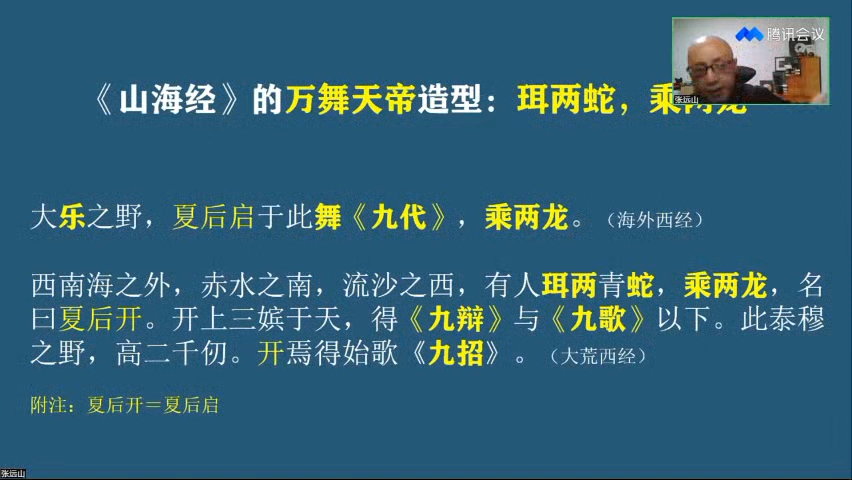 腾讯会议
张远山
《山海经》的万舞天帝造型：珥两蛇，乘两龙
大乐之野，夏后启于此舞《九代》，乘两龙。（海外西经）
西南海之外，赤水之南，流沙之西，有人珥两青蛇，乘两龙，名
曰夏后开。开上三嫔于天，得《九辩》与《九歌》以下。此泰穆
之野，高二千仞。开焉得始歌《九招》。（大荒西经）
附注：夏后开＝夏后启
张远山